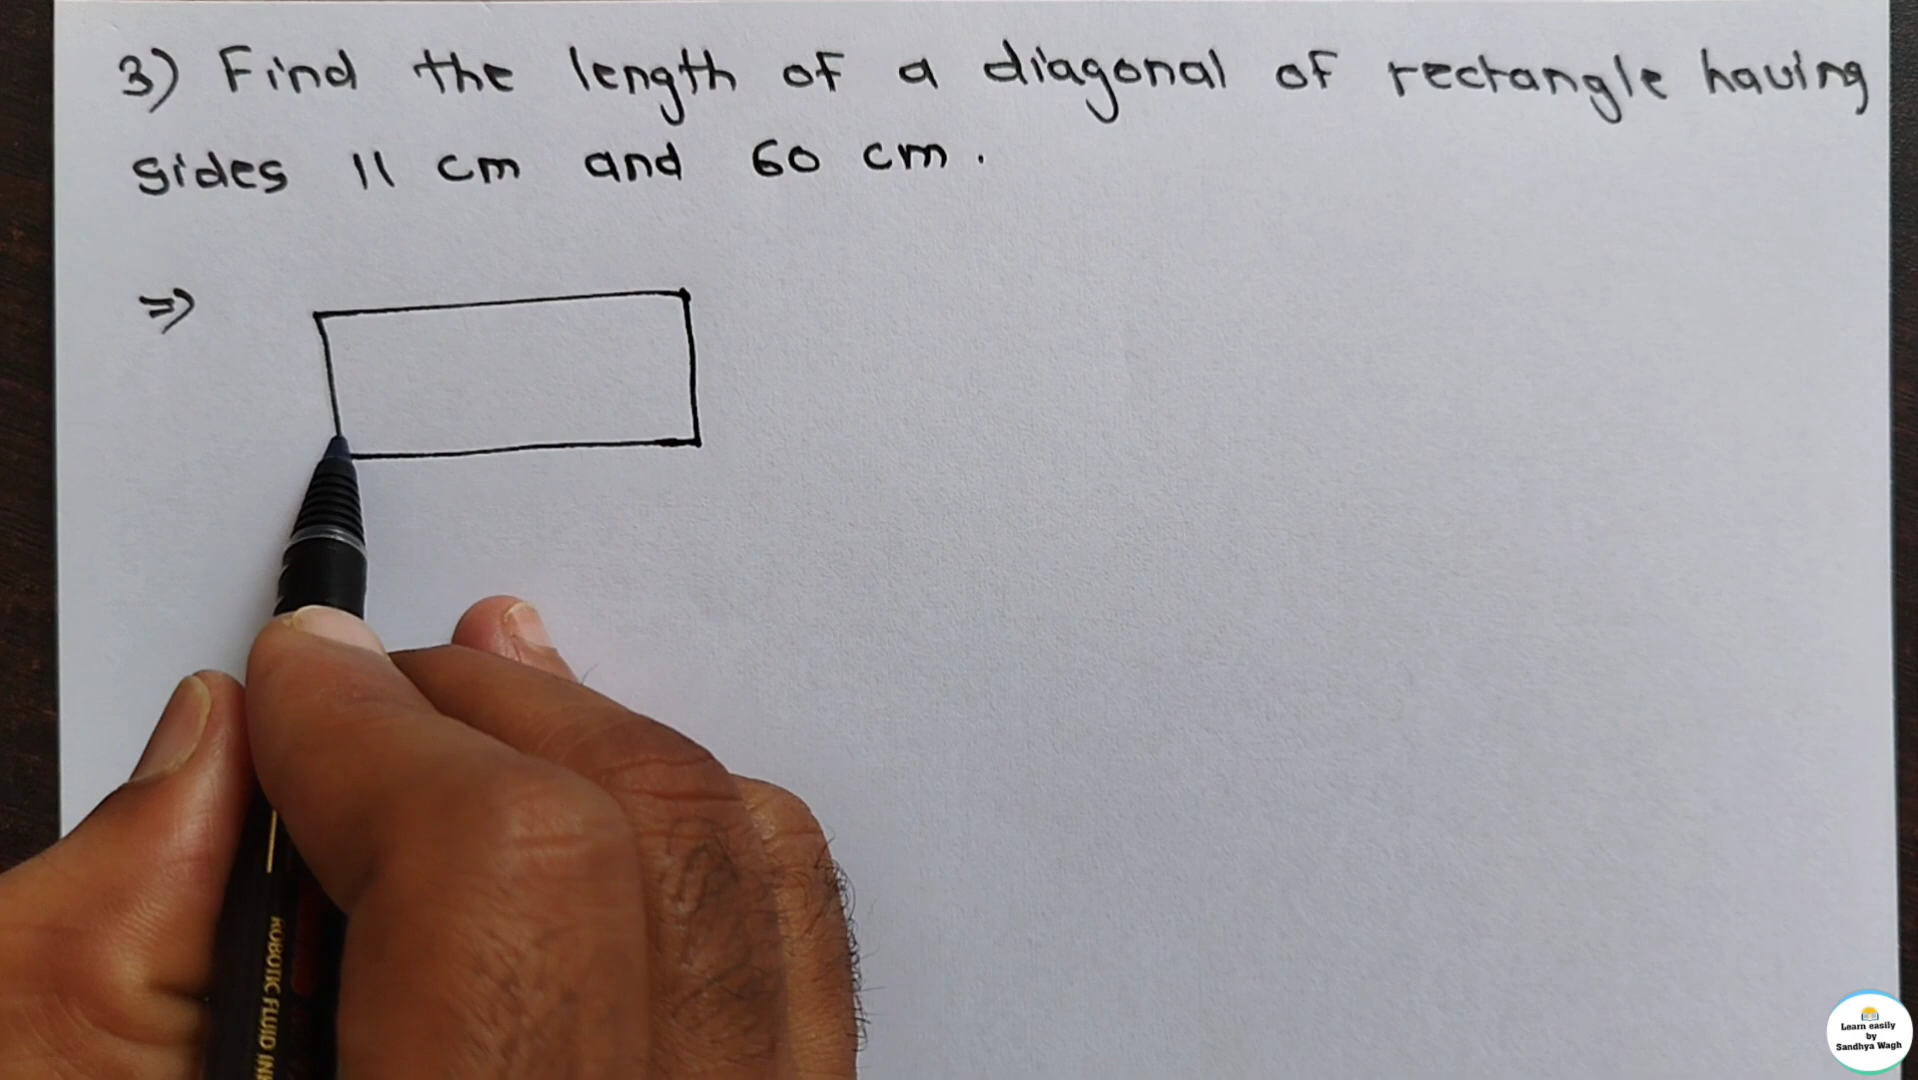 3) Find the length of a diagonal of rectangle having
sides 11 cm and 60 cm.
⇒
ROBOTIC FLUID INK
Learn easily
by
Sandhya Wagh